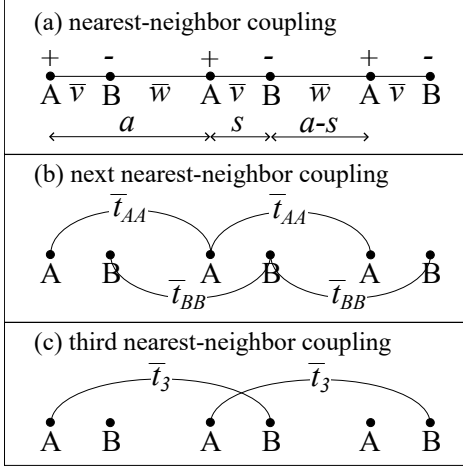 (a) nearest-neighbor coupling
+ - + - + -
A v̅ B w̅ A v̅ B w̅ A v̅ B
a s a-s
(b) next nearest-neighbor coupling
t̅AA t̅AA
A B A B A B
t̅BB t̅BB
(c) third nearest-neighbor coupling
t̅3 t̅3
A B A B A B